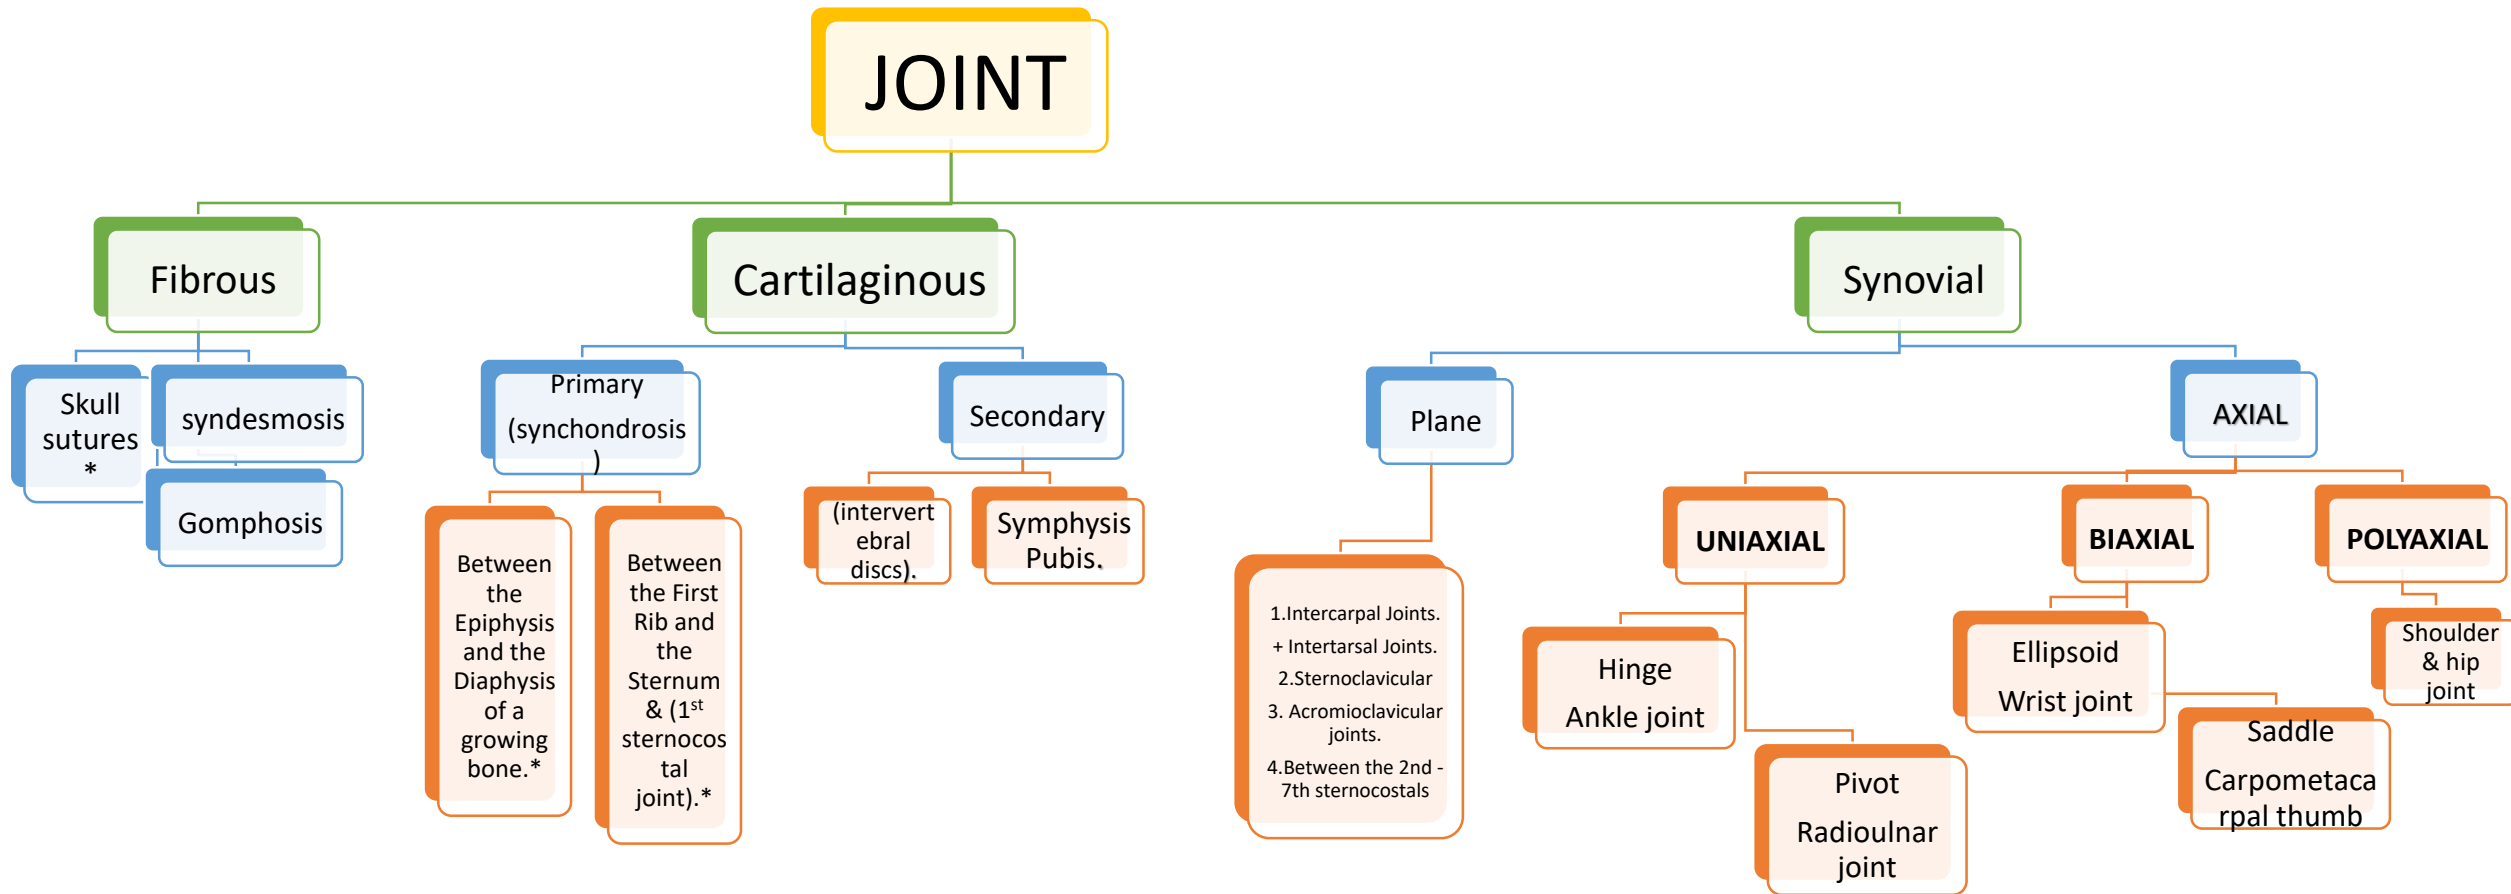 JOINT
Fibrous
Cartilaginous
Synovial
Skull
sutures
*
syndesmosis
Gomphosis
Primary
(synchondrosis
)
Secondary
Plane
AXIAL
Between
the
Epiphysis
and the
Diaphysis
of a
growing
bone.*
Between
the First
Rib and
the
Sternum
& (1st
sternocos
tal
joint).*
(intervert
ebral
discs).
Symphysis
Pubis.
1.Intercarpal Joints.
+ Intertarsal Joints.
2.Sternoclavicular
3. Acromioclavicular
joints.
4.Between the 2nd -
7th sternocostals
UNIAXIAL
BIAXIAL
POLYAXIAL
Hinge
Ankle joint
Pivot
Radioulnar
joint
Ellipsoid
Wrist joint
Saddle
Carpometaca
rpal thumb
Shoulder
& hip
joint